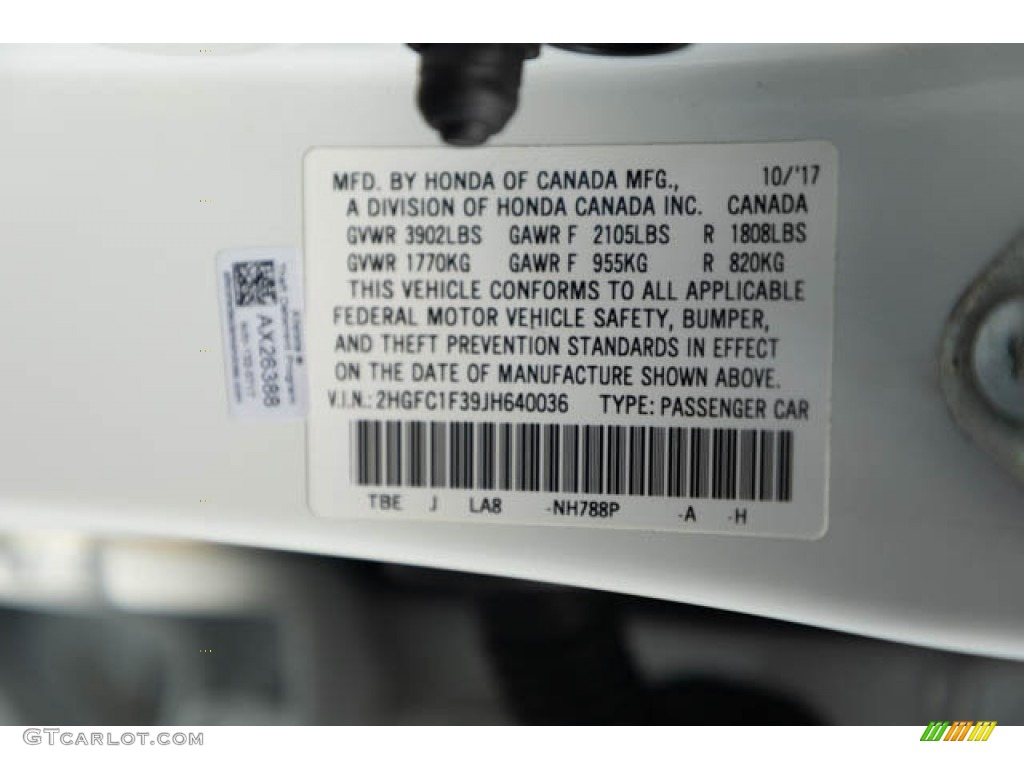 MFD. BY HONDA OF CANADA MFG., 10/'17
A DIVISION OF HONDA CANADA INC. CANADA
GVWR 3902LBS GAWR F 2105LBS R 1808LBS
GVWR 1770KG GAWR F 955KG R 820KG
THIS VEHICLE CONFORMS TO ALL APPLICABLE
FEDERAL MOTOR VEHICLE SAFETY, BUMPER,
AND THEFT PREVENTION STANDARDS IN EFFECT
ON THE DATE OF MANUFACTURE SHOWN ABOVE.
V.I.N.: 2HGFC1F39JH640036 TYPE: PASSENGER CAR
TBE J LA8 -NH788P -A -H
Theft Deterrent Program
AX26388
GTCARLOT.COM